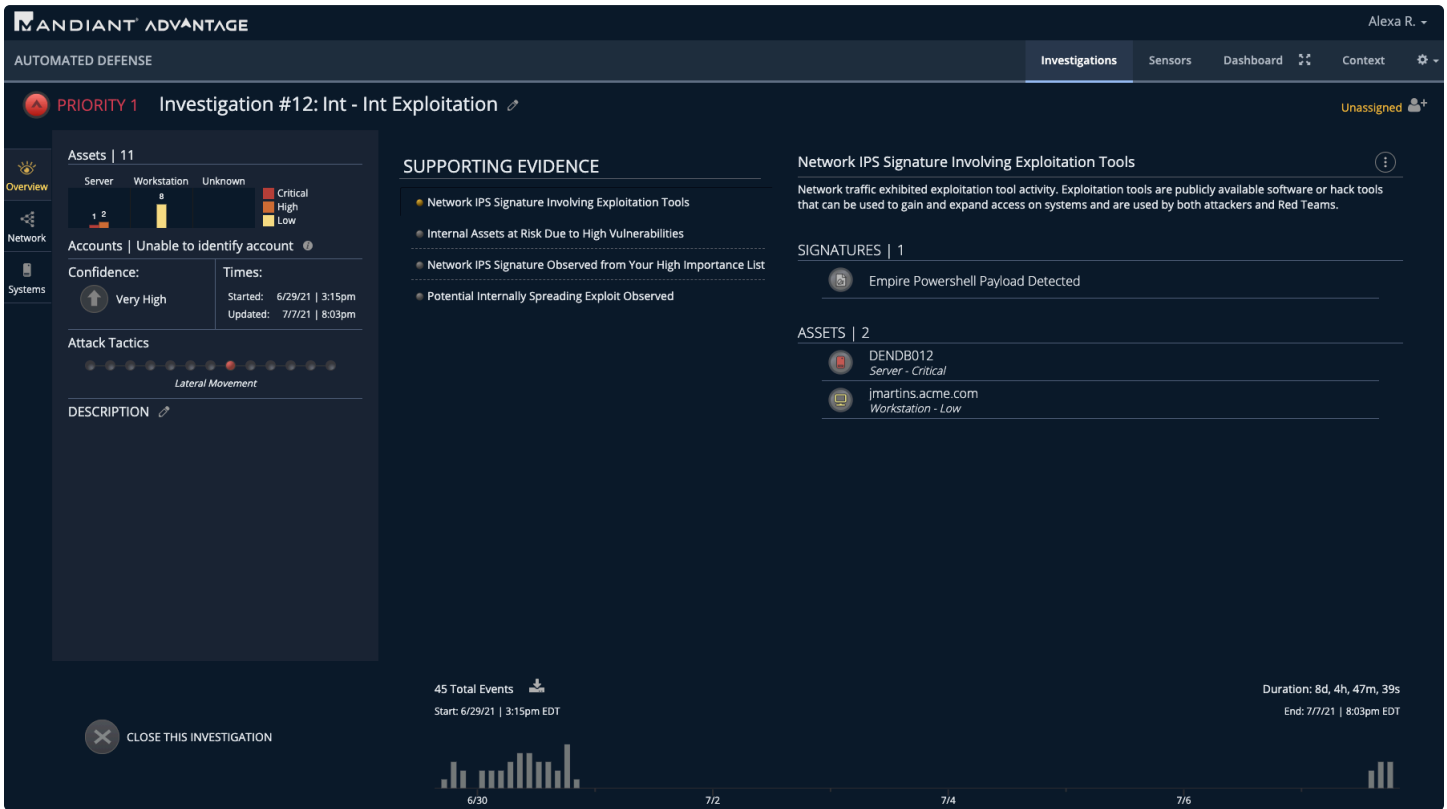 MANDIANT ADVANTAGE
Alexa R.
AUTOMATED DEFENSE
Investigations
Sensors
Dashboard
Context
PRIORITY 1
Investigation #12: Int - Int Exploitation
Unassigned
Overview
Network
Systems
Assets | 11
Server Workstation Unknown
1 2
8
Critical
High
Low
Accounts | Unable to identify account
Confidence:
Very High
Times:
Started: 6/29/21 | 3:15pm
Updated: 7/7/21 | 8:03pm
Attack Tactics
Lateral Movement
DESCRIPTION
SUPPORTING EVIDENCE
Network IPS Signature Involving Exploitation Tools
Internal Assets at Risk Due to High Vulnerabilities
Network IPS Signature Observed from Your High Importance List
Potential Internally Spreading Exploit Observed
Network IPS Signature Involving Exploitation Tools
Network traffic exhibited exploitation tool activity. Exploitation tools are publicly available software or hack tools
that can be used to gain and expand access on systems and are used by both attackers and Red Teams.
SIGNATURES | 1
Empire Powershell Payload Detected
ASSETS | 2
DENDB012
Server - Critical
jmartins.acme.com
Workstation - Low
CLOSE THIS INVESTIGATION
45 Total Events
Start: 6/29/21 | 3:15pm EDT
Duration: 8d, 4h, 47m, 39s
End: 7/7/21 | 8:03pm EDT
6/30
7/2
7/4
7/6